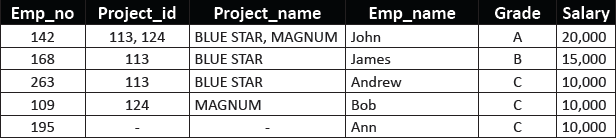 Emp_no Project_id Project_name Emp_name Grade Salary
142 113, 124 BLUE STAR, MAGNUM John A 20,000
168 113 BLUE STAR James B 15,000
263 113 BLUE STAR Andrew C 10,000
109 124 MAGNUM Bob C 10,000
195 - - Ann C 10,000